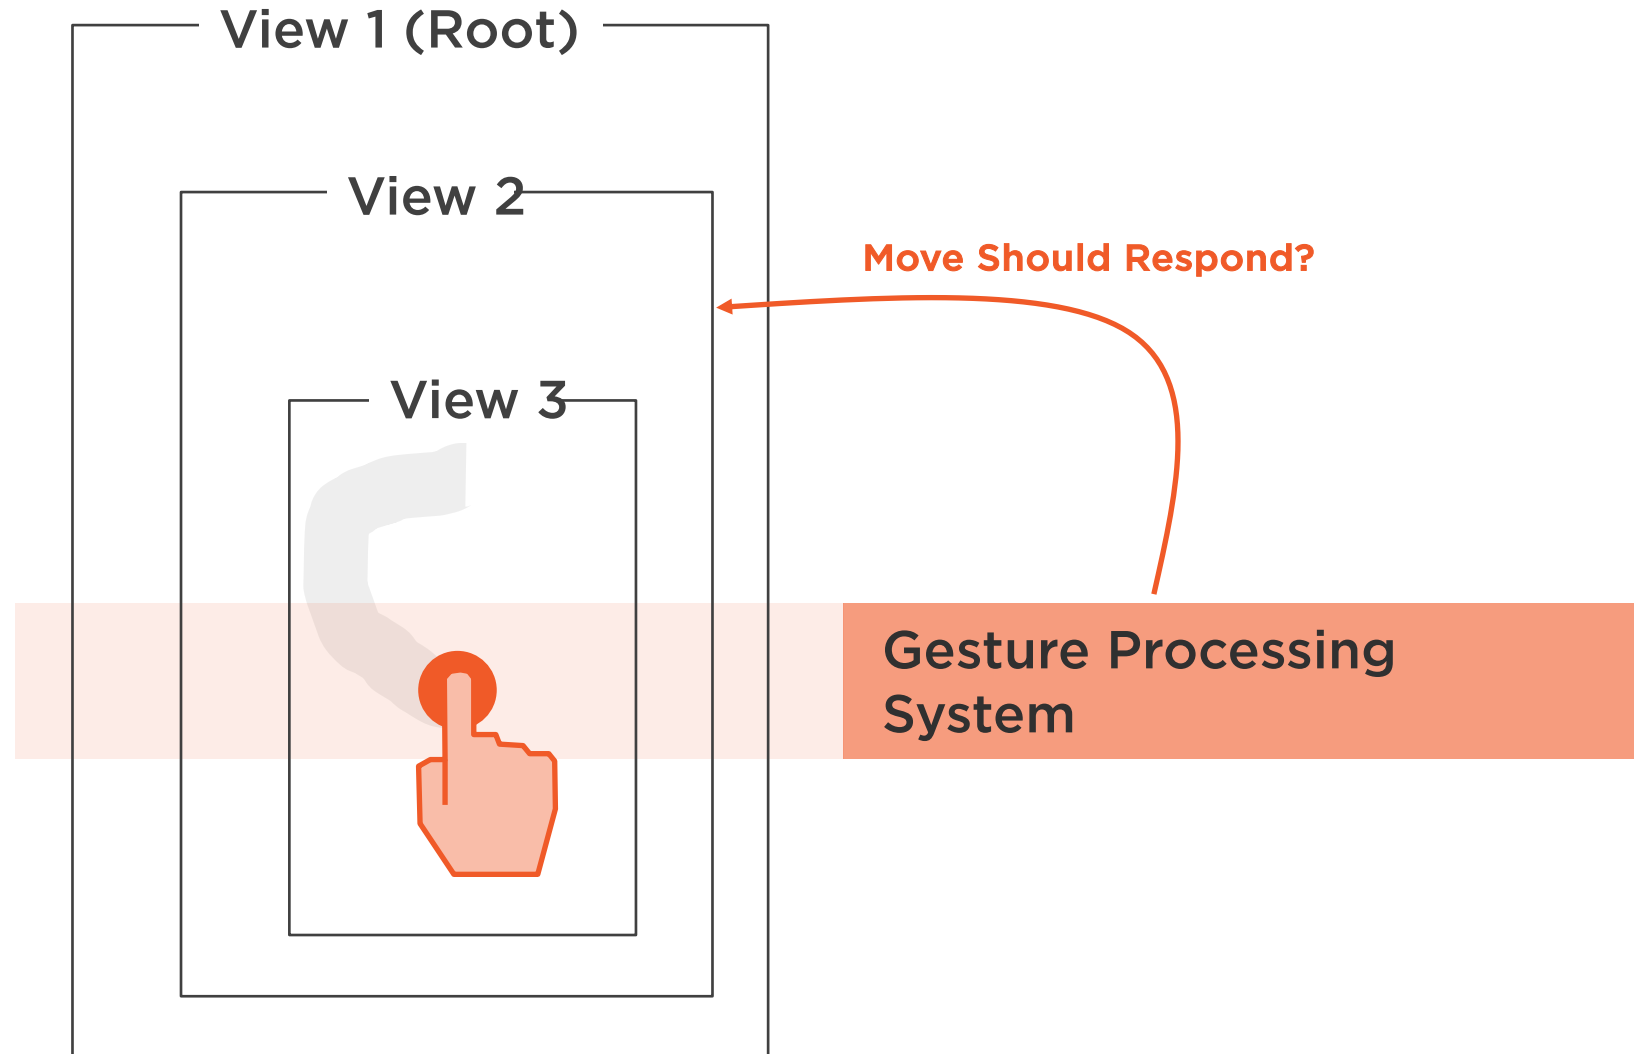 View 1 (Root)
View 2
Move Should Respond?
View 3
Gesture Processing
System